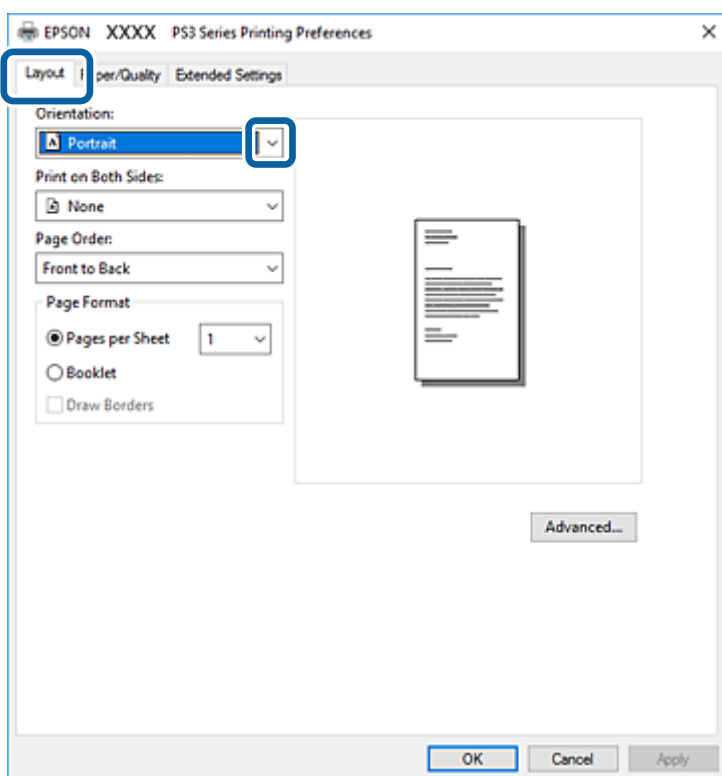 EPSON XXXX PS3 Series Printing Preferences
Layout per/Quality Extended Settings
Orientation:
Portrait
Print on Both Sides:
None
Page Order:
Front to Back
Page Format
Pages per Sheet 1
Booklet
Draw Borders
Advanced...
OK Cancel Apply